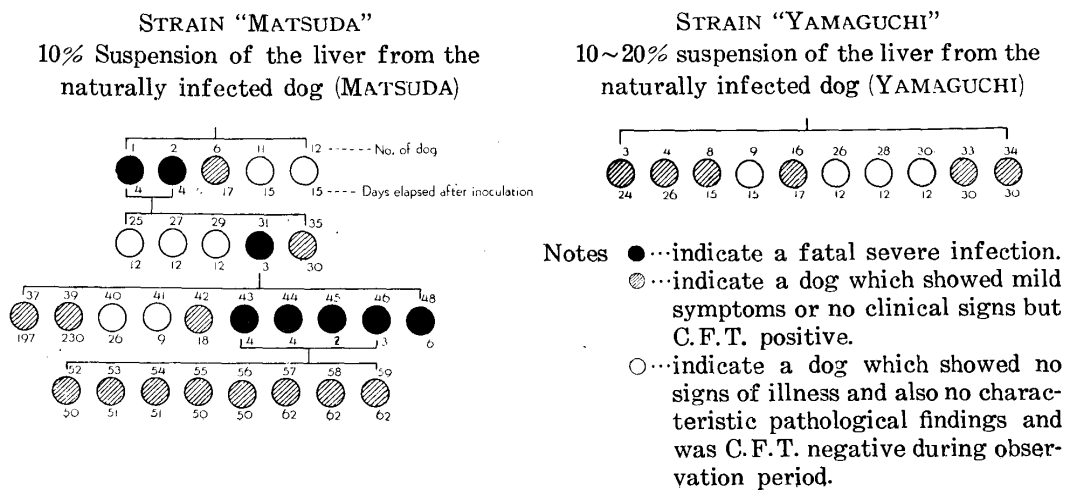 STRAIN “MATSUDA”
10% Suspension of the liver from the
naturally infected dog (MATSUDA)
1 2 6 11 12 ----- No. of dog
4 4 17 15 15 ---- Days elapsed after inoculation
25 27 29 31 35
12 12 12 3 30
37 39 40 41 42 43 44 45 46 48
197 230 26 9 18 4 4 2 3 6
52 53 54 55 56 57 58 59
50 51 51 50 50 62 62 62
STRAIN “YAMAGUCHI”
10~20% suspension of the liver from the
naturally infected dog (YAMAGUCHI)
3 4 8 9 16 26 28 30 33 34
24 26 15 12 17 12 12 12 30 30
Notes ●…indicate a fatal severe infection.
…indicate a dog which showed mild
symptoms or no clinical signs but
C.F.T. positive.
○…indicate a dog which showed no
signs of illness and also no charac-
teristic pathological findings and
was C.F.T. negative during obser-
vation period.